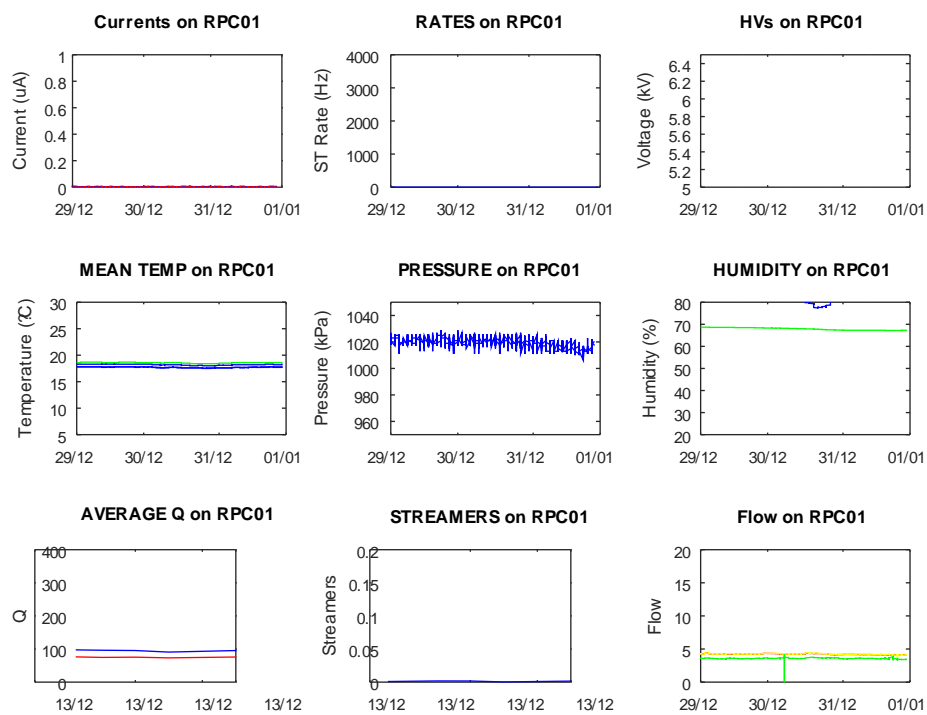 Currents on RPC01
RATES on RPC01
HVs on RPC01
Current (uA)
1
0.8
0.6
0.4
0.2
0
29/12 30/12 31/12 01/01
ST Rate (Hz)
4000
3000
2000
1000
0
29/12 30/12 31/12 01/01
Voltage (kV)
6.4
6.2
6
5.8
5.6
5.4
5.2
5
29/12 30/12 31/12 01/01
MEAN TEMP on RPC01
PRESSURE on RPC01
HUMIDITY on RPC01
Temperature (?C)
30
25
20
15
10
5
29/12 30/12 31/12 01/01
Pressure (kPa)
1040
1020
1000
980
960
29/12 30/12 31/12 01/01
Humidity (%)
80
70
60
50
40
30
20
29/12 30/12 31/12 01/01
AVERAGE Q on RPC01
STREAMERS on RPC01
Flow on RPC01
Q
400
300
200
100
0
13/12 13/12 13/12 13/12
Streamers
0.2
0.15
0.1
0.05
0
13/12 13/12 13/12 13/12
Flow
20
15
10
5
0
29/12 30/12 31/12 01/01